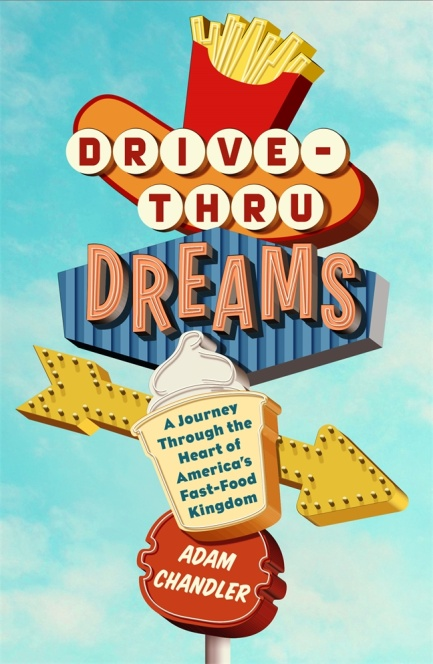 DRIVE-
THRU
DREAMS
A Journey
Through the
Heart of
America's
Fast-Food
Kingdom
ADAM
CHANDLER